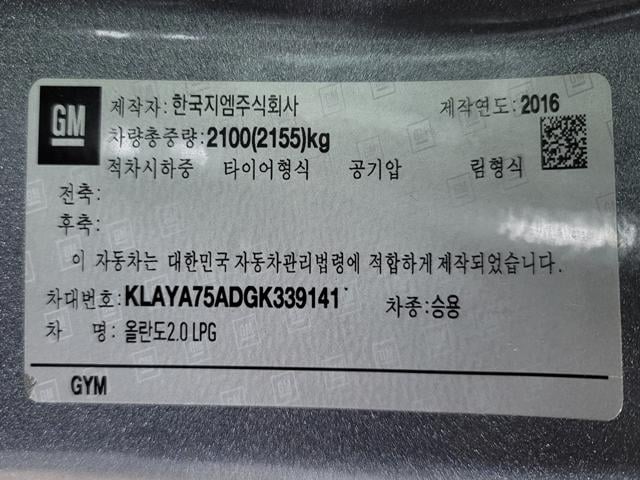 GM 제작자: 한국지엠주식회사 제작연도: 2016
차량총중량: 2100(2155)kg
적차시하중 타이어형식 공기압 림형식
전축:
후축:
이 자동차는 대한민국 자동차관리법령에 적합하게 제작되었습니다.
차대번호: KLAYA75ADGK339141 차종: 승용
차 명: 올란도2.0 LPG
GYM